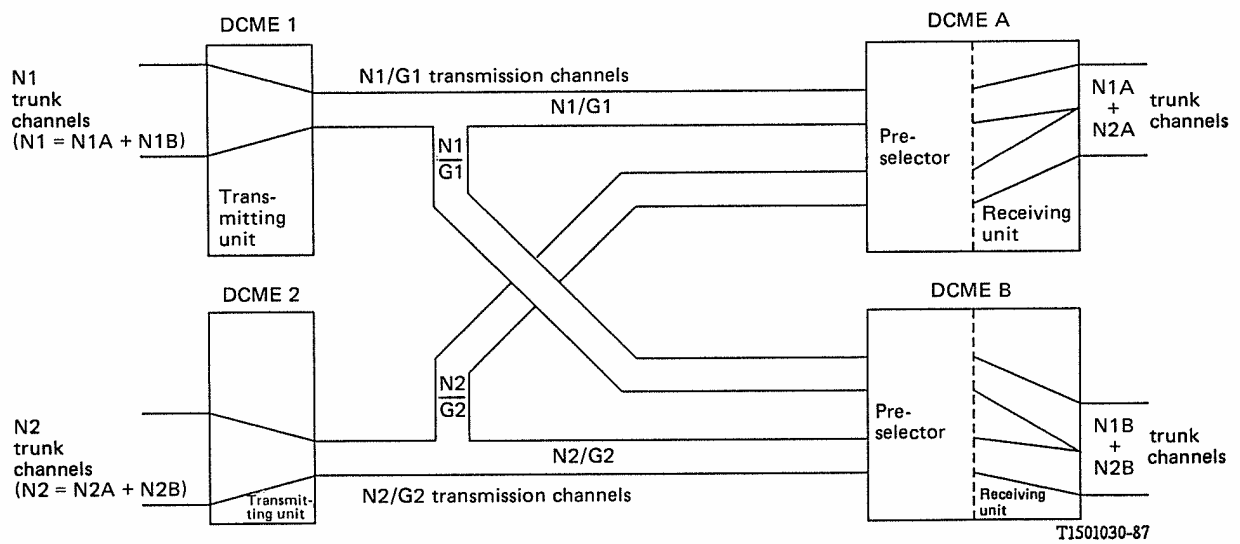 DCME 1
DCME A
N1
trunk
channels
(N1 = N1A + N1B)
N1/G1 transmission channels
N1/G1
N1
G1
Trans-
mitting
unit
Pre-
selector
Receiving
unit
N1A
+
N2A
trunk
channels
DCME 2
DCME B
N2
trunk
channels
(N2 = N2A + N2B)
N2
G2
N2/G2
N2/G2 transmission channels
Transmit-
ting unit
Pre-
selector
Receiving
unit
N1B
+
N2B
trunk
channels
T1501030-87